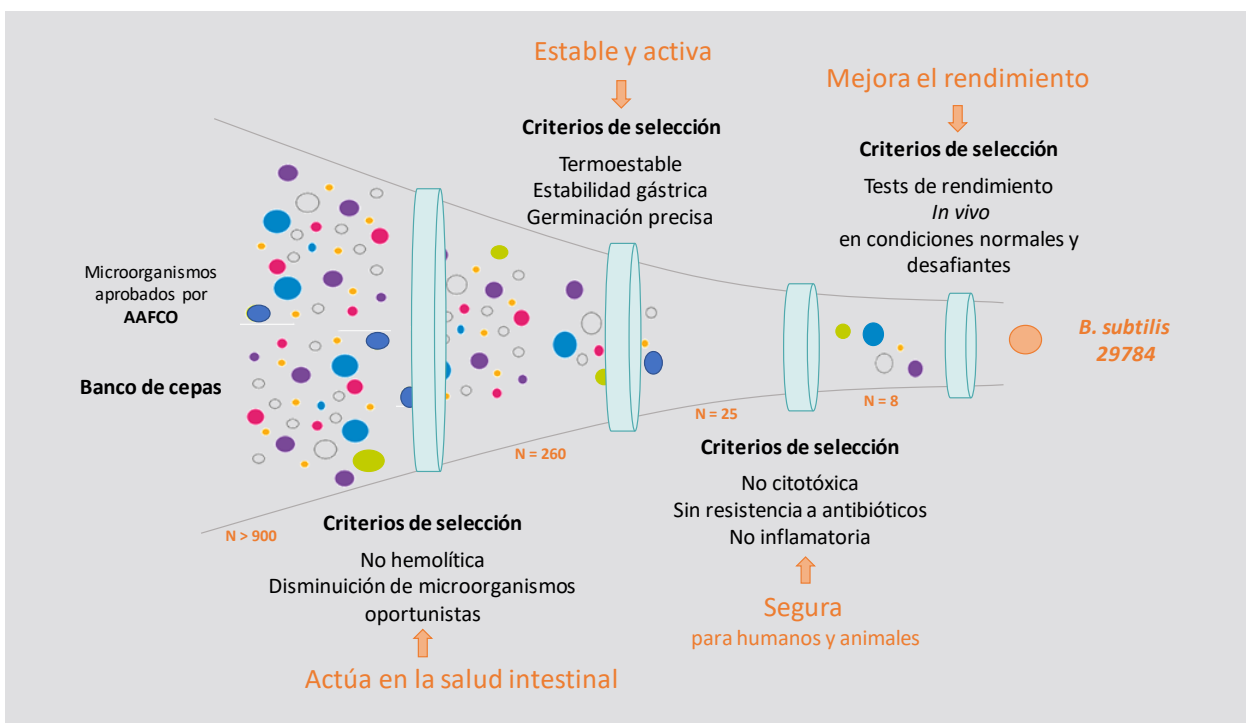 Estable y activa
Mejora el rendimiento
Criterios de selección
Termoestable
Estabilidad gástrica
Germinación precisa
Criterios de selección
Tests de rendimiento
In vivo
en condiciones normales y
desafiantes
Microorganismos
aprobados por
AAFCO
Banco de cepas
B. subtilis
29784
N > 900
N = 260
N = 25
N = 8
Criterios de selección
No hemolítica
Disminuición de microorganismos
oportunistas
Actúa en la salud intestinal
Criterios de selección
No citotóxica
Sin resistencia a antibióticos
No inflamatoria
Segura
para humanos y animales